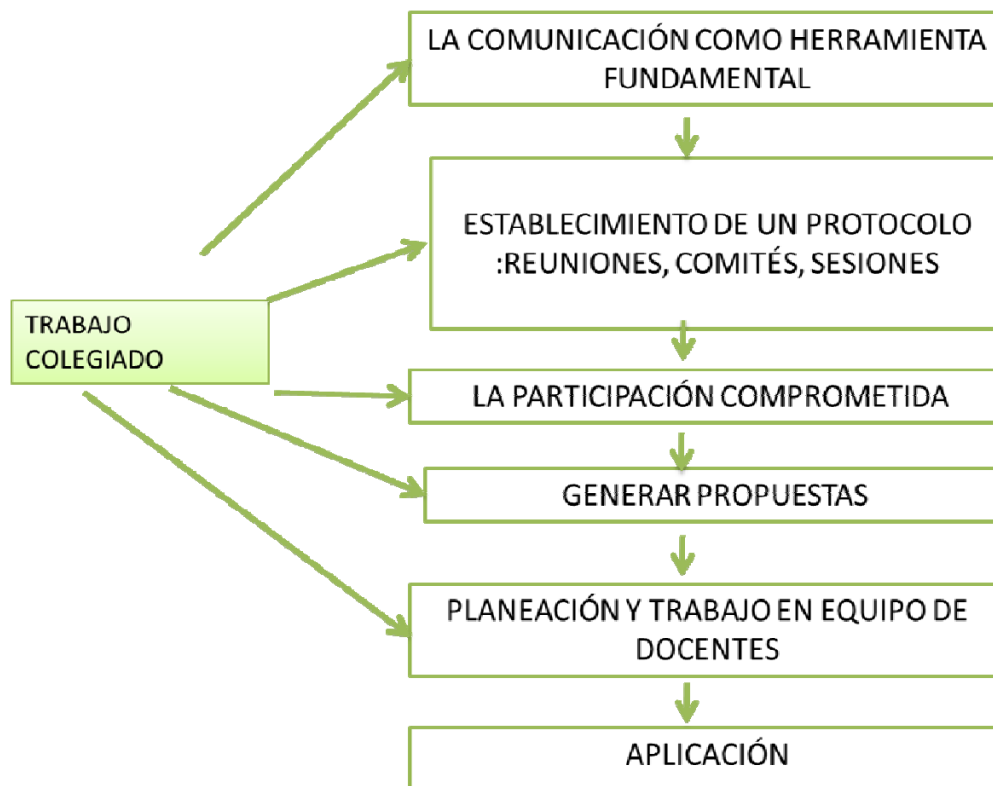 LA COMUNICACIÓN COMO HERRAMIENTA
FUNDAMENTAL
ESTABLECIMIENTO DE UN PROTOCOLO
:REUNIONES, COMITÉS, SESIONES
TRABAJO
COLEGIADO
LA PARTICIPACIÓN COMPROMETIDA
GENERAR PROPUESTAS
PLANEACIÓN Y TRABAJO EN EQUIPO DE
DOCENTES
APLICACIÓN